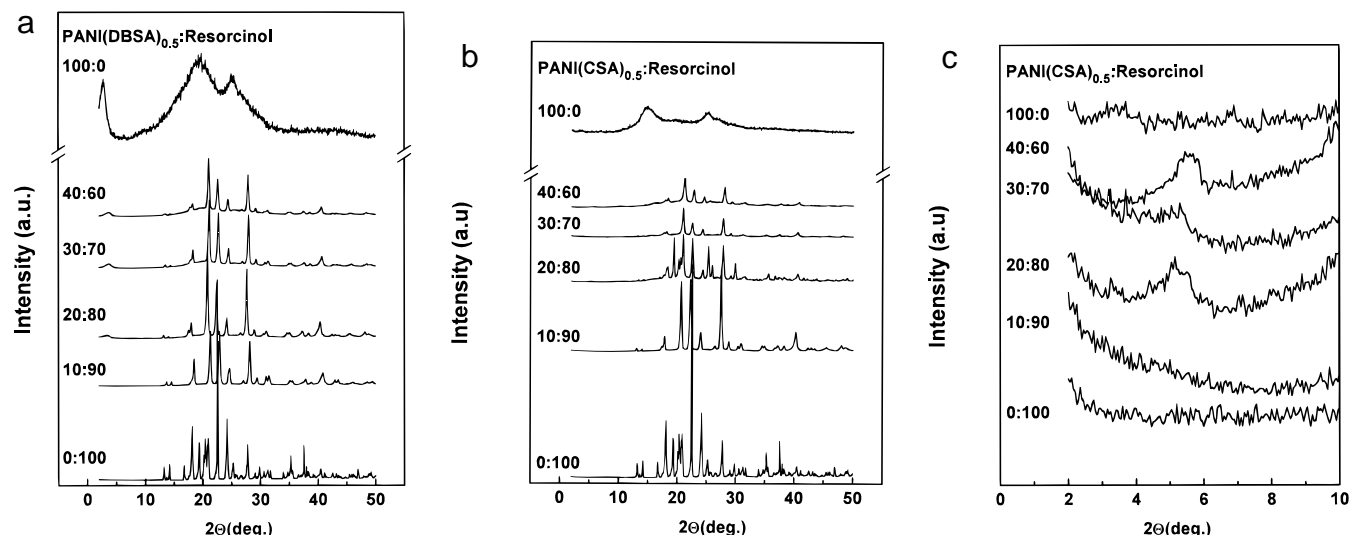 a
PANI(DBSA)0.5:Resorcinol
100:0
40:60
30:70
20:80
10:90
0:100
Intensity (a.u.)
0 10 20 30 40 50
2Θ(deg.)
b
PANI(CSA)0.5:Resorcinol
100:0
40:60
30:70
20:80
10:90
0:100
Intensity (a.u)
0 10 20 30 40 50
2Θ(deg.)
c
PANI(CSA)0.5:Resorcinol
100:0
40:60
30:70
20:80
10:90
0:100
Intensity (a.u)
0 2 4 6 8 10
2Θ(deg.)